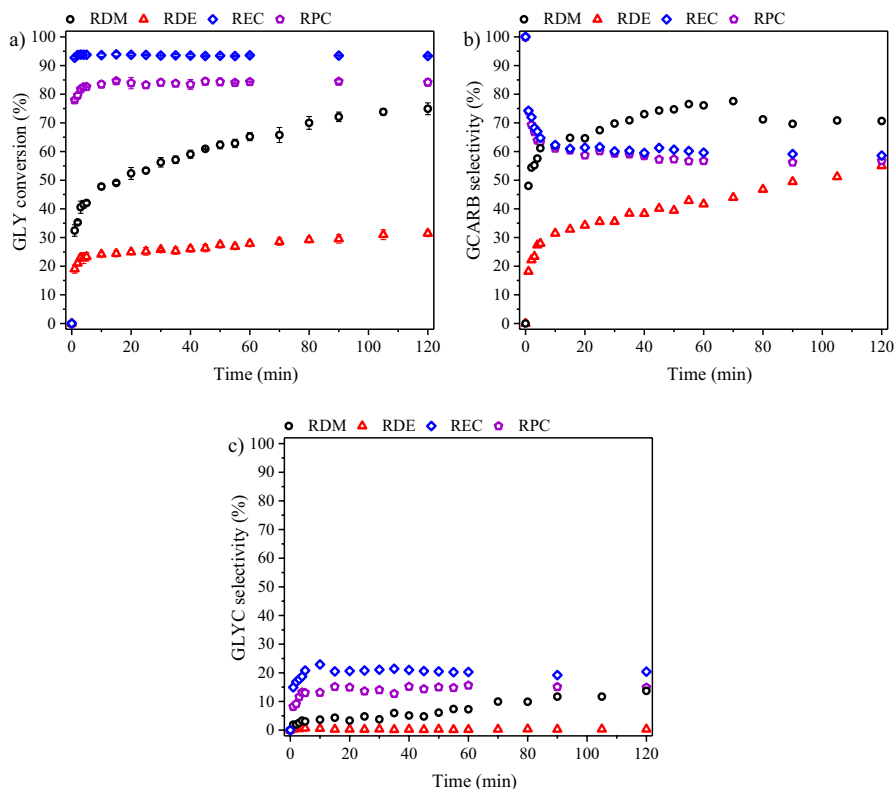 RDM RDE REC RPC
a)
100
90
80
70
60
50
40
30
20
10
0
GLY conversion (%)
0 20 40 60 80 100 120
Time (min)
RDM RDE REC RPC
b)
100
90
80
70
60
50
40
30
20
10
0
GCARB selectivity (%)
0 20 40 60 80 100 120
Time (min)
RDM RDE REC RPC
c)
100
90
80
70
60
50
40
30
20
10
0
GLYC selectivity (%)
0 20 40 60 80 100 120
Time (min)